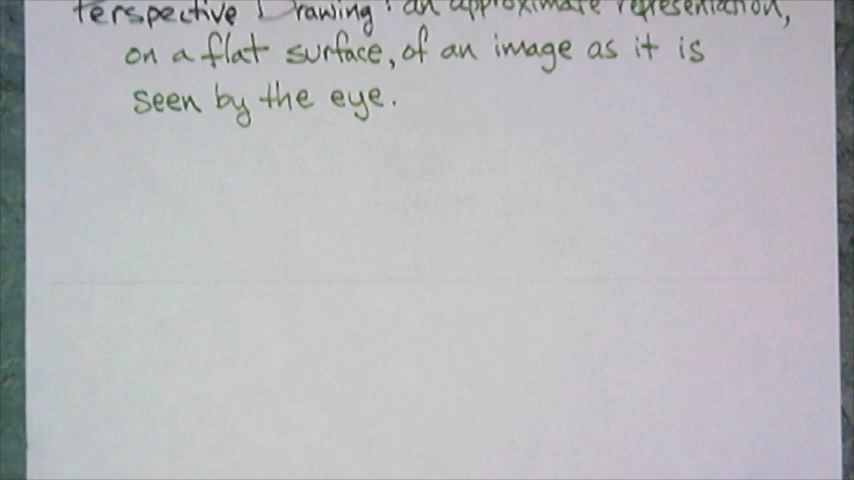 Perspective Drawing: an approximate representation,
on a flat surface, of an image as it is
seen by the eye.